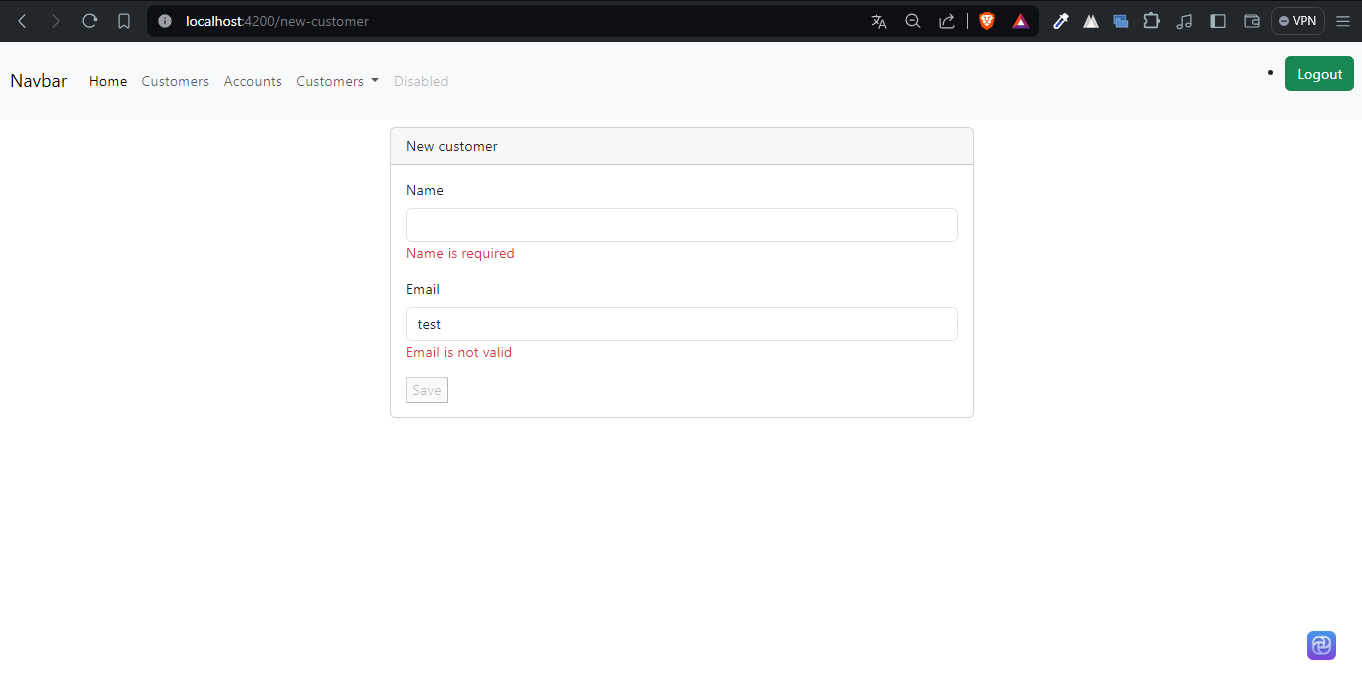 localhost:4200/new-customer
VPN
Navbar Home Customers Accounts Customers Disabled
Logout
New customer
Name
Name is required
Email
test
Email is not valid
Save